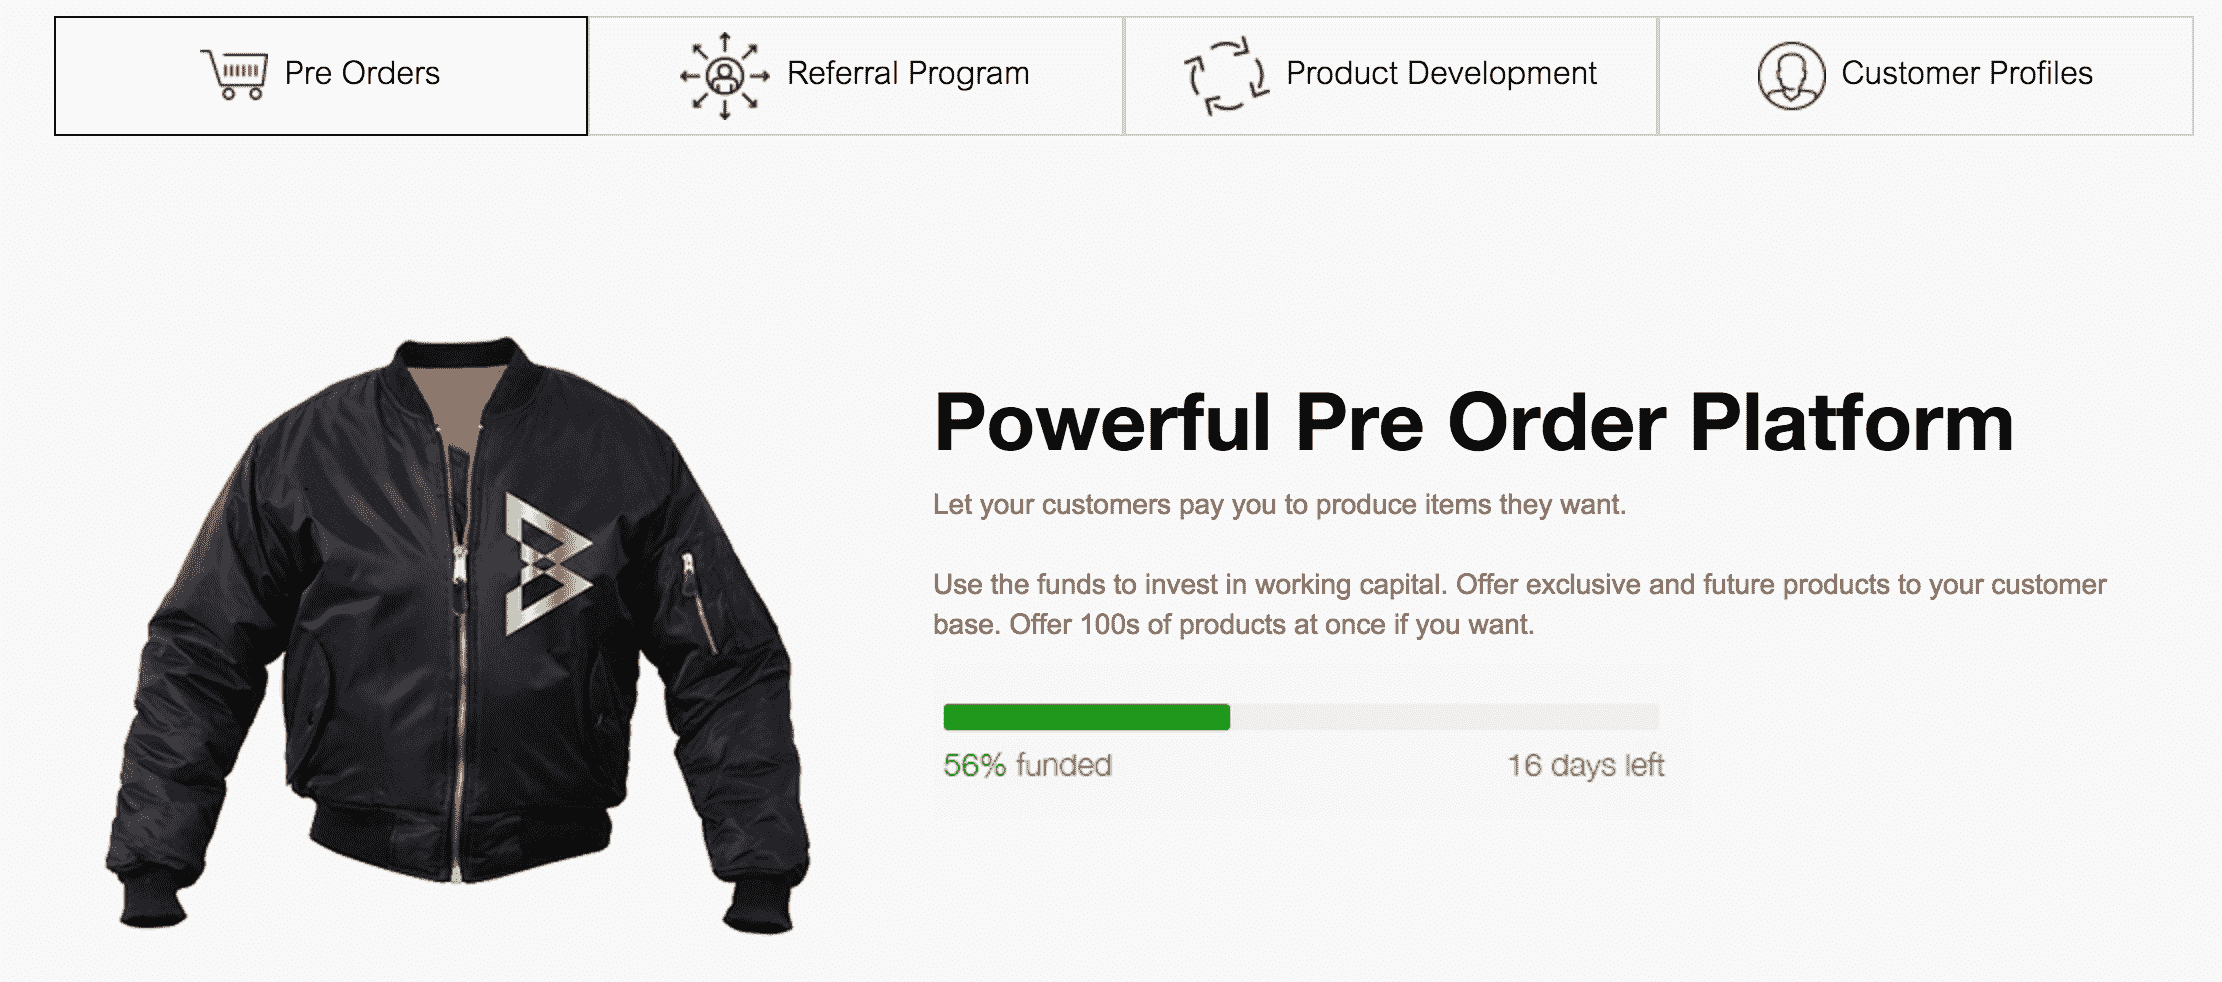 Pre Orders
Referral Program
Product Development
Customer Profiles
Powerful Pre Order Platform
Let your customers pay you to produce items they want.
Use the funds to invest in working capital. Offer exclusive and future products to your customer
base. Offer 100s of products at once if you want.
56% funded
16 days left